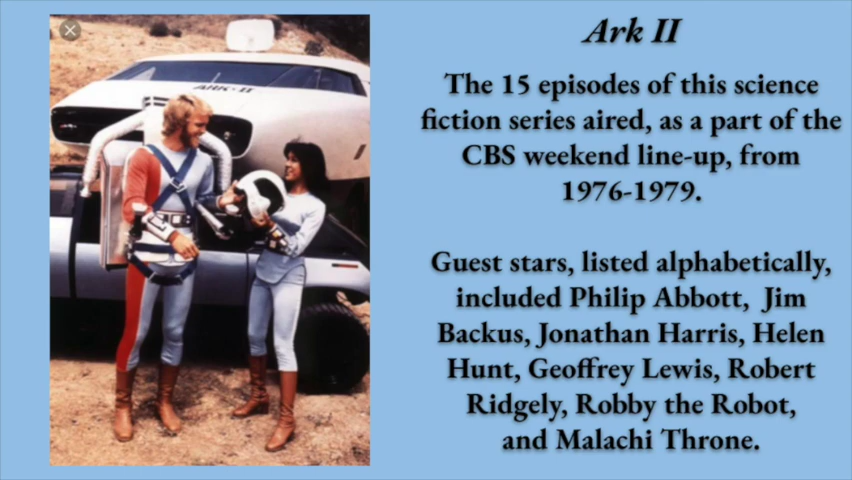 ARK II
Ark II
The 15 episodes of this science
fiction series aired, as a part of the
CBS weekend line-up, from
1976-1979.
Guest stars, listed alphabetically,
included Philip Abbott, Jim
Backus, Jonathan Harris, Helen
Hunt, Geoffrey Lewis, Robert
Ridgely, Robby the Robot,
and Malachi Throne.